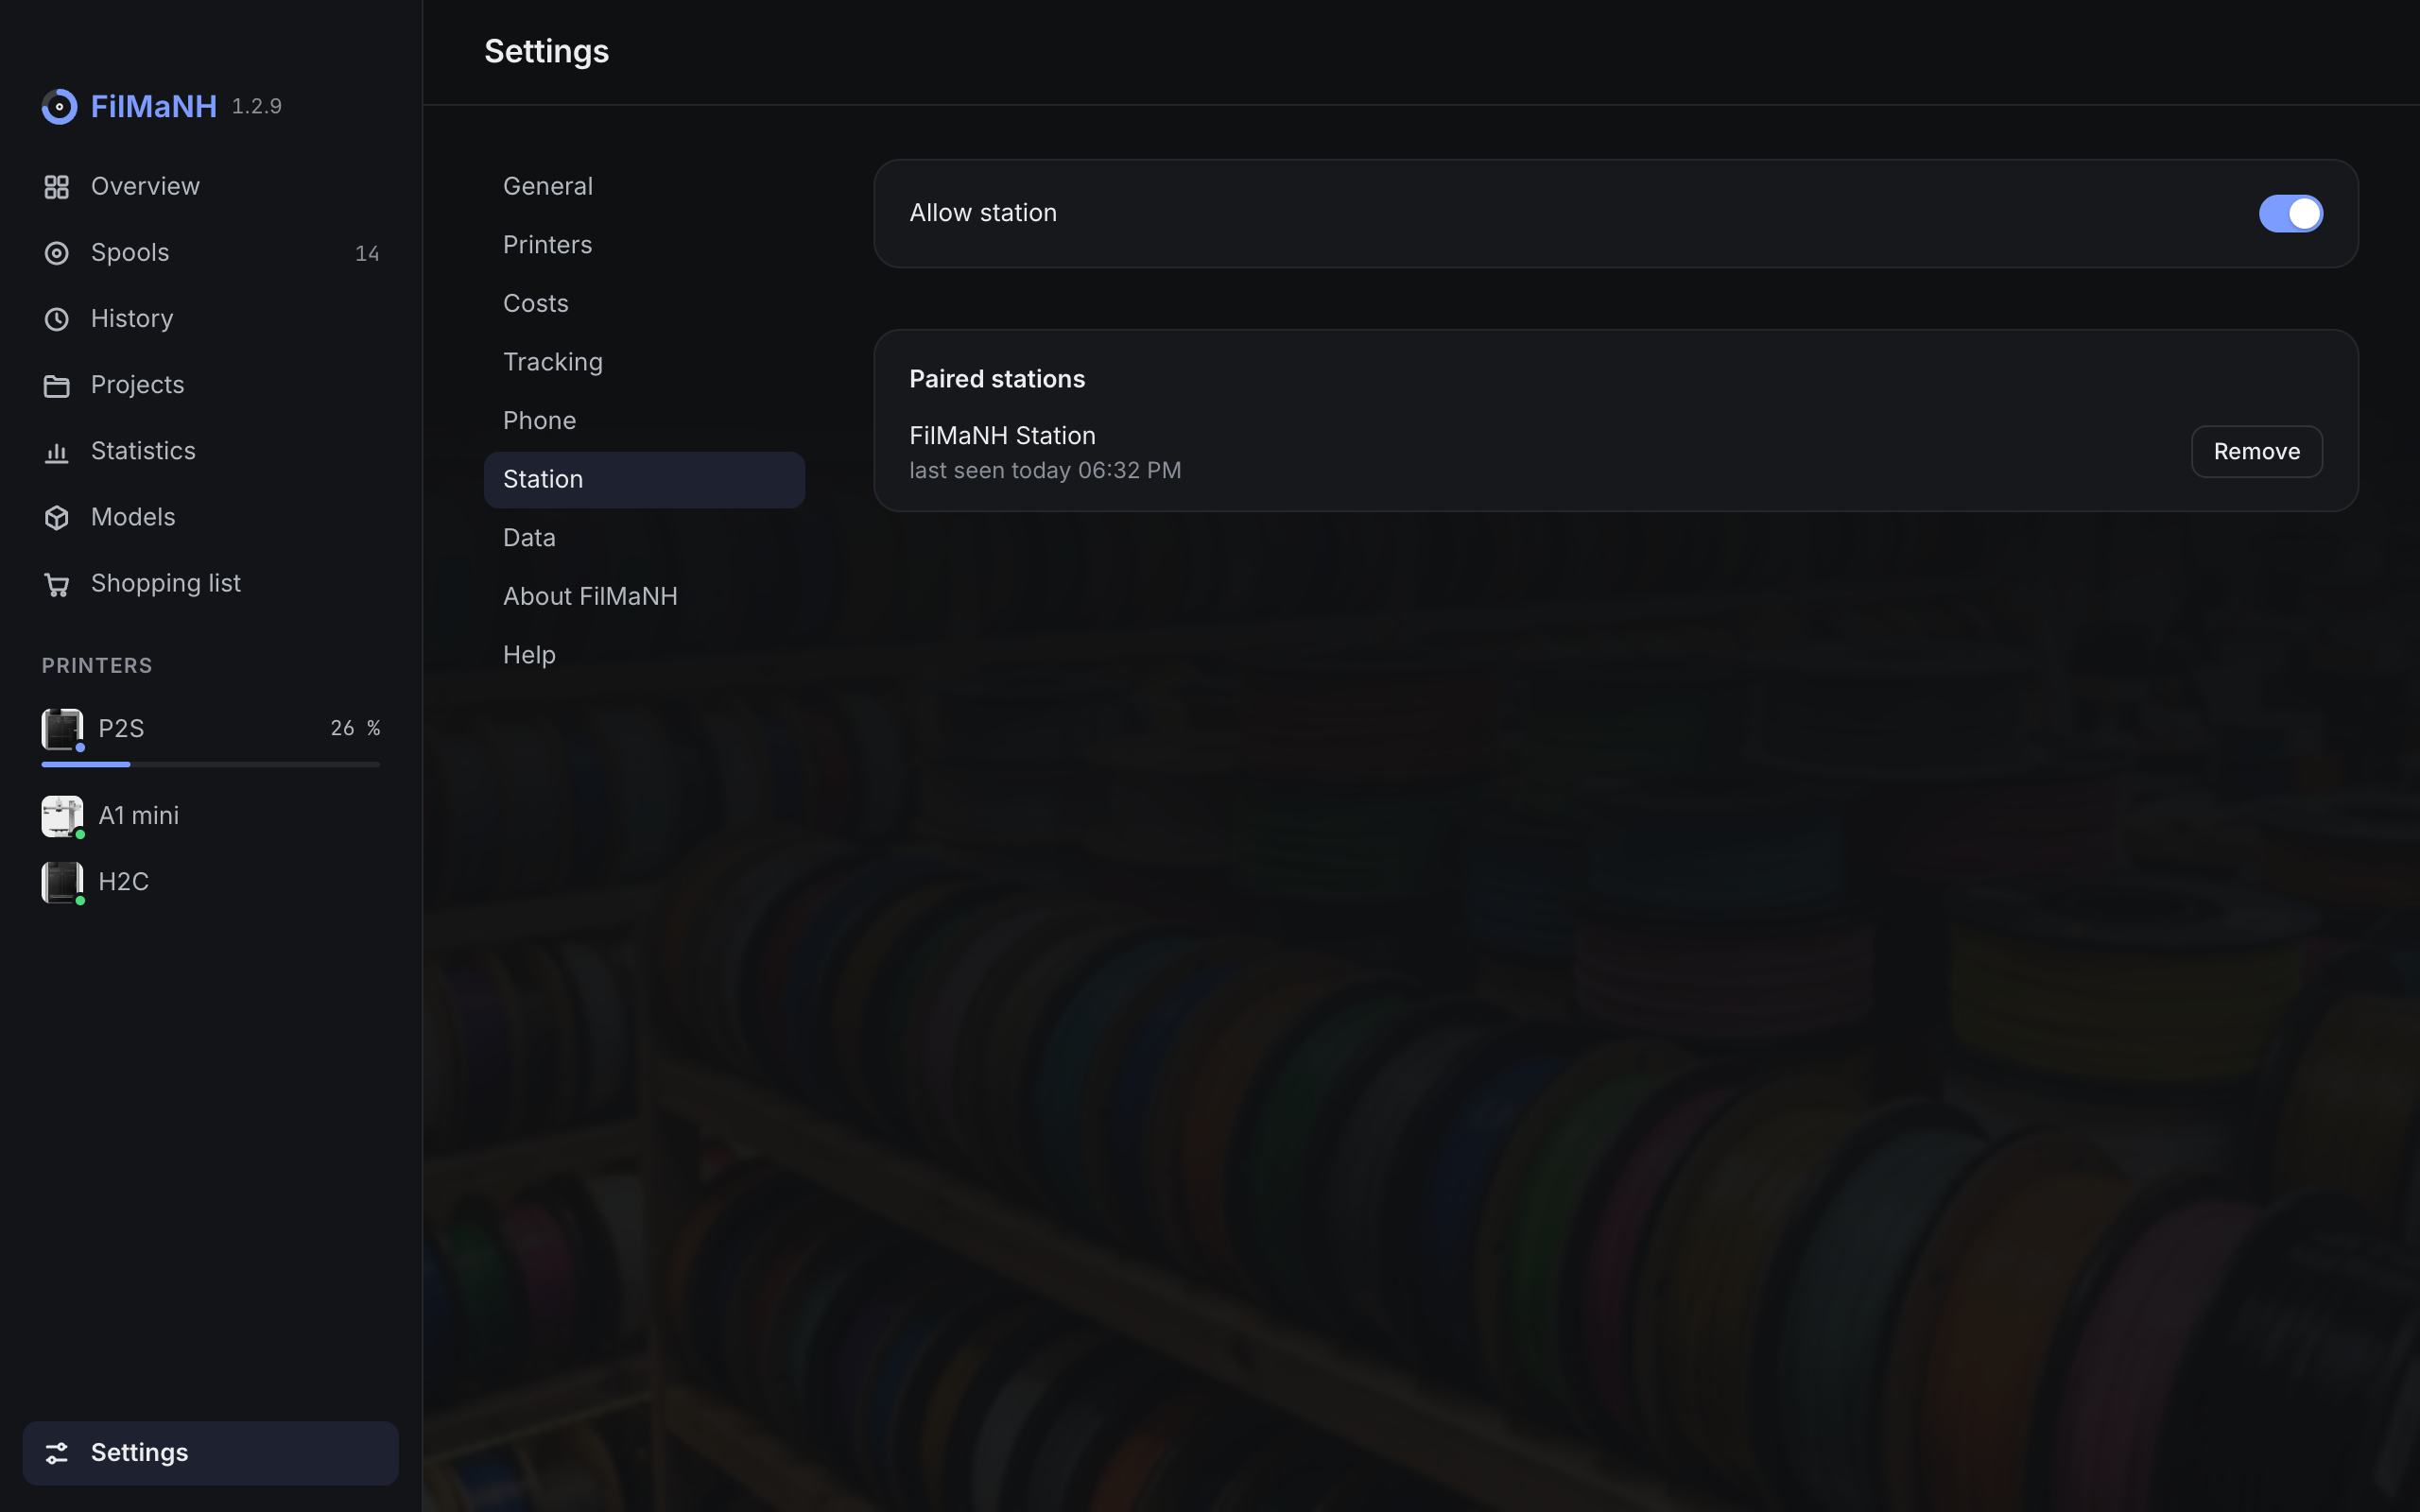 FilMaNH 1.2.9
Overview
Spools 14
History
Projects
Statistics
Models
Shopping list
PRINTERS
P2S 26 %
A1 mini
H2C
Settings
Settings
General
Printers
Costs
Tracking
Phone
Station
Data
About FilMaNH
Help
Allow station
Paired stations
FilMaNH Station
last seen today 06:32 PM
Remove